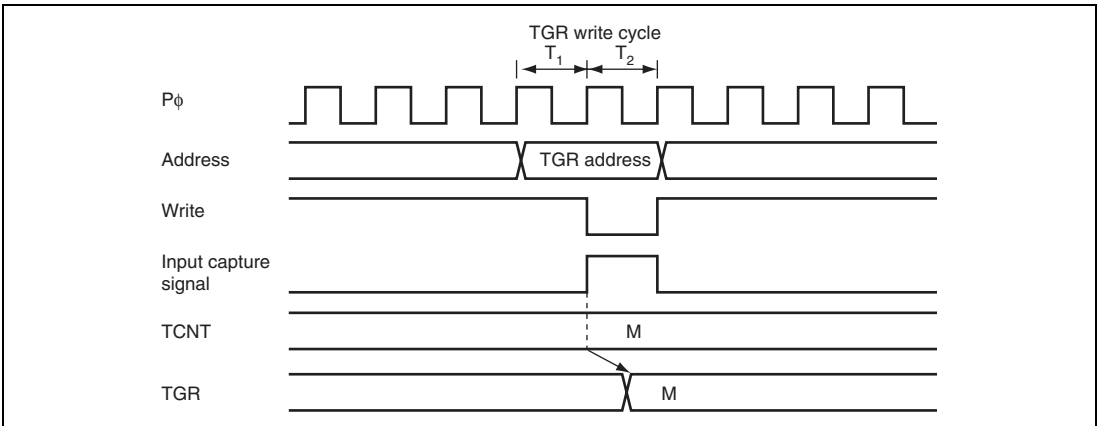 TGR write cycle
T1 T2
Pϕ
Address
TGR address
Write
Input capture
signal
TCNT
M
TGR
M